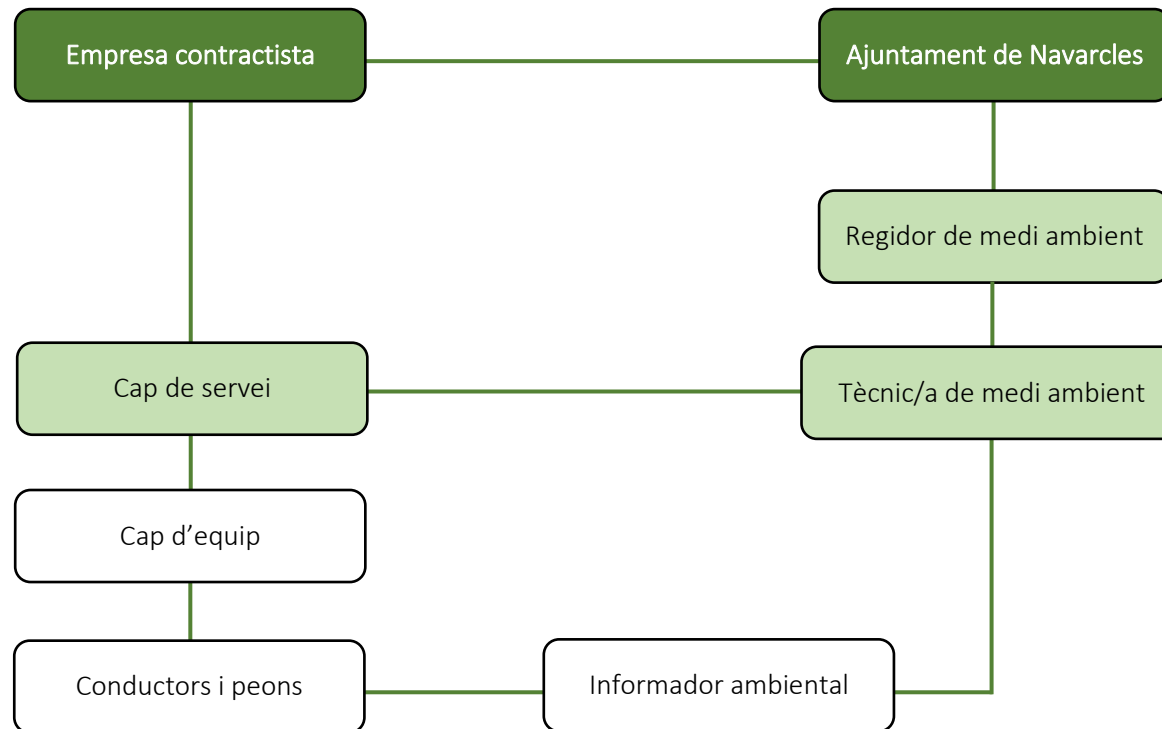 Empresa contractista
Ajuntament de Navarcles
Regidor de medi ambient
Cap de servei
Tècnic/a de medi ambient
Cap d’equip
Conductors i peons
Informador ambiental